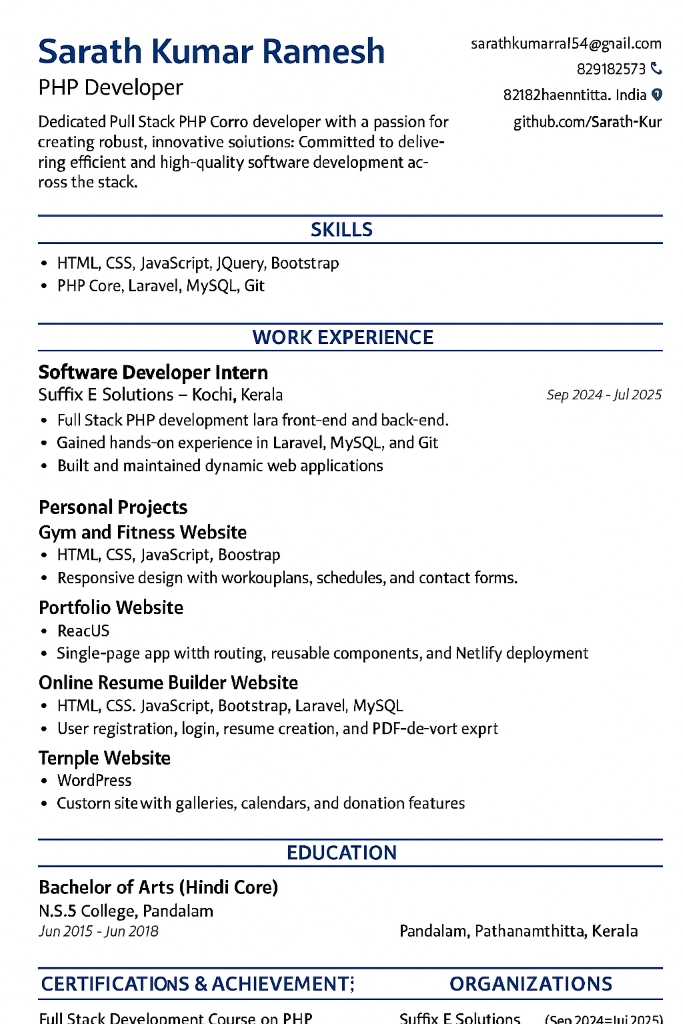 Sarath Kumar Ramesh
PHP Developer
sarathkumarral54@gnail.com
829182573
82182haenntitta. India
github.com/Sarath-Kur
Dedicated Pull Stack PHP Corro developer with a passion for
creating robust, innovative solutions: Committed to delive-
ring efficient and high-quality software development ac-
ross the stack.
SKILLS
• HTML, CSS, JavaScript, JQuery, Bootstrap
• PHP Core, Laravel, MySQL, Git
WORK EXPERIENCE
Software Developer Intern
Suffix E Solutions – Kochi, Kerala Sep 2024 - Jul 2025
• Full Stack PHP development lara front-end and back-end.
• Gained hands-on experience in Laravel, MySQL, and Git
• Built and maintained dynamic web applications
Personal Projects
Gym and Fitness Website
• HTML, CSS, JavaScript, Boostrap
• Responsive design with workouplans, schedules, and contact forms.
Portfolio Website
• ReacUS
• Single-page app witth routing, reusable components, and Netlify deployment
Online Resume Builder Website
• HTML, CSS. JavaScript, Bootstrap, Laravel, MySQL
• User registration, login, resume creation, and PDF-de-vort exprt
Ternple Website
• WordPress
• Custorn site with galleries, calendars, and donation features
EDUCATION
Bachelor of Arts (Hindi Core)
N.S.5 College, Pandalam
Jun 2015 - Jun 2018 Pandalam, Pathanamthitta, Kerala
CERTIFICATIONS & ACHIEVEMENT; ORGANIZATIONS
Full Stack Development Course on PHP Suffix E Solutions (Sep 2024=Jui 2025)